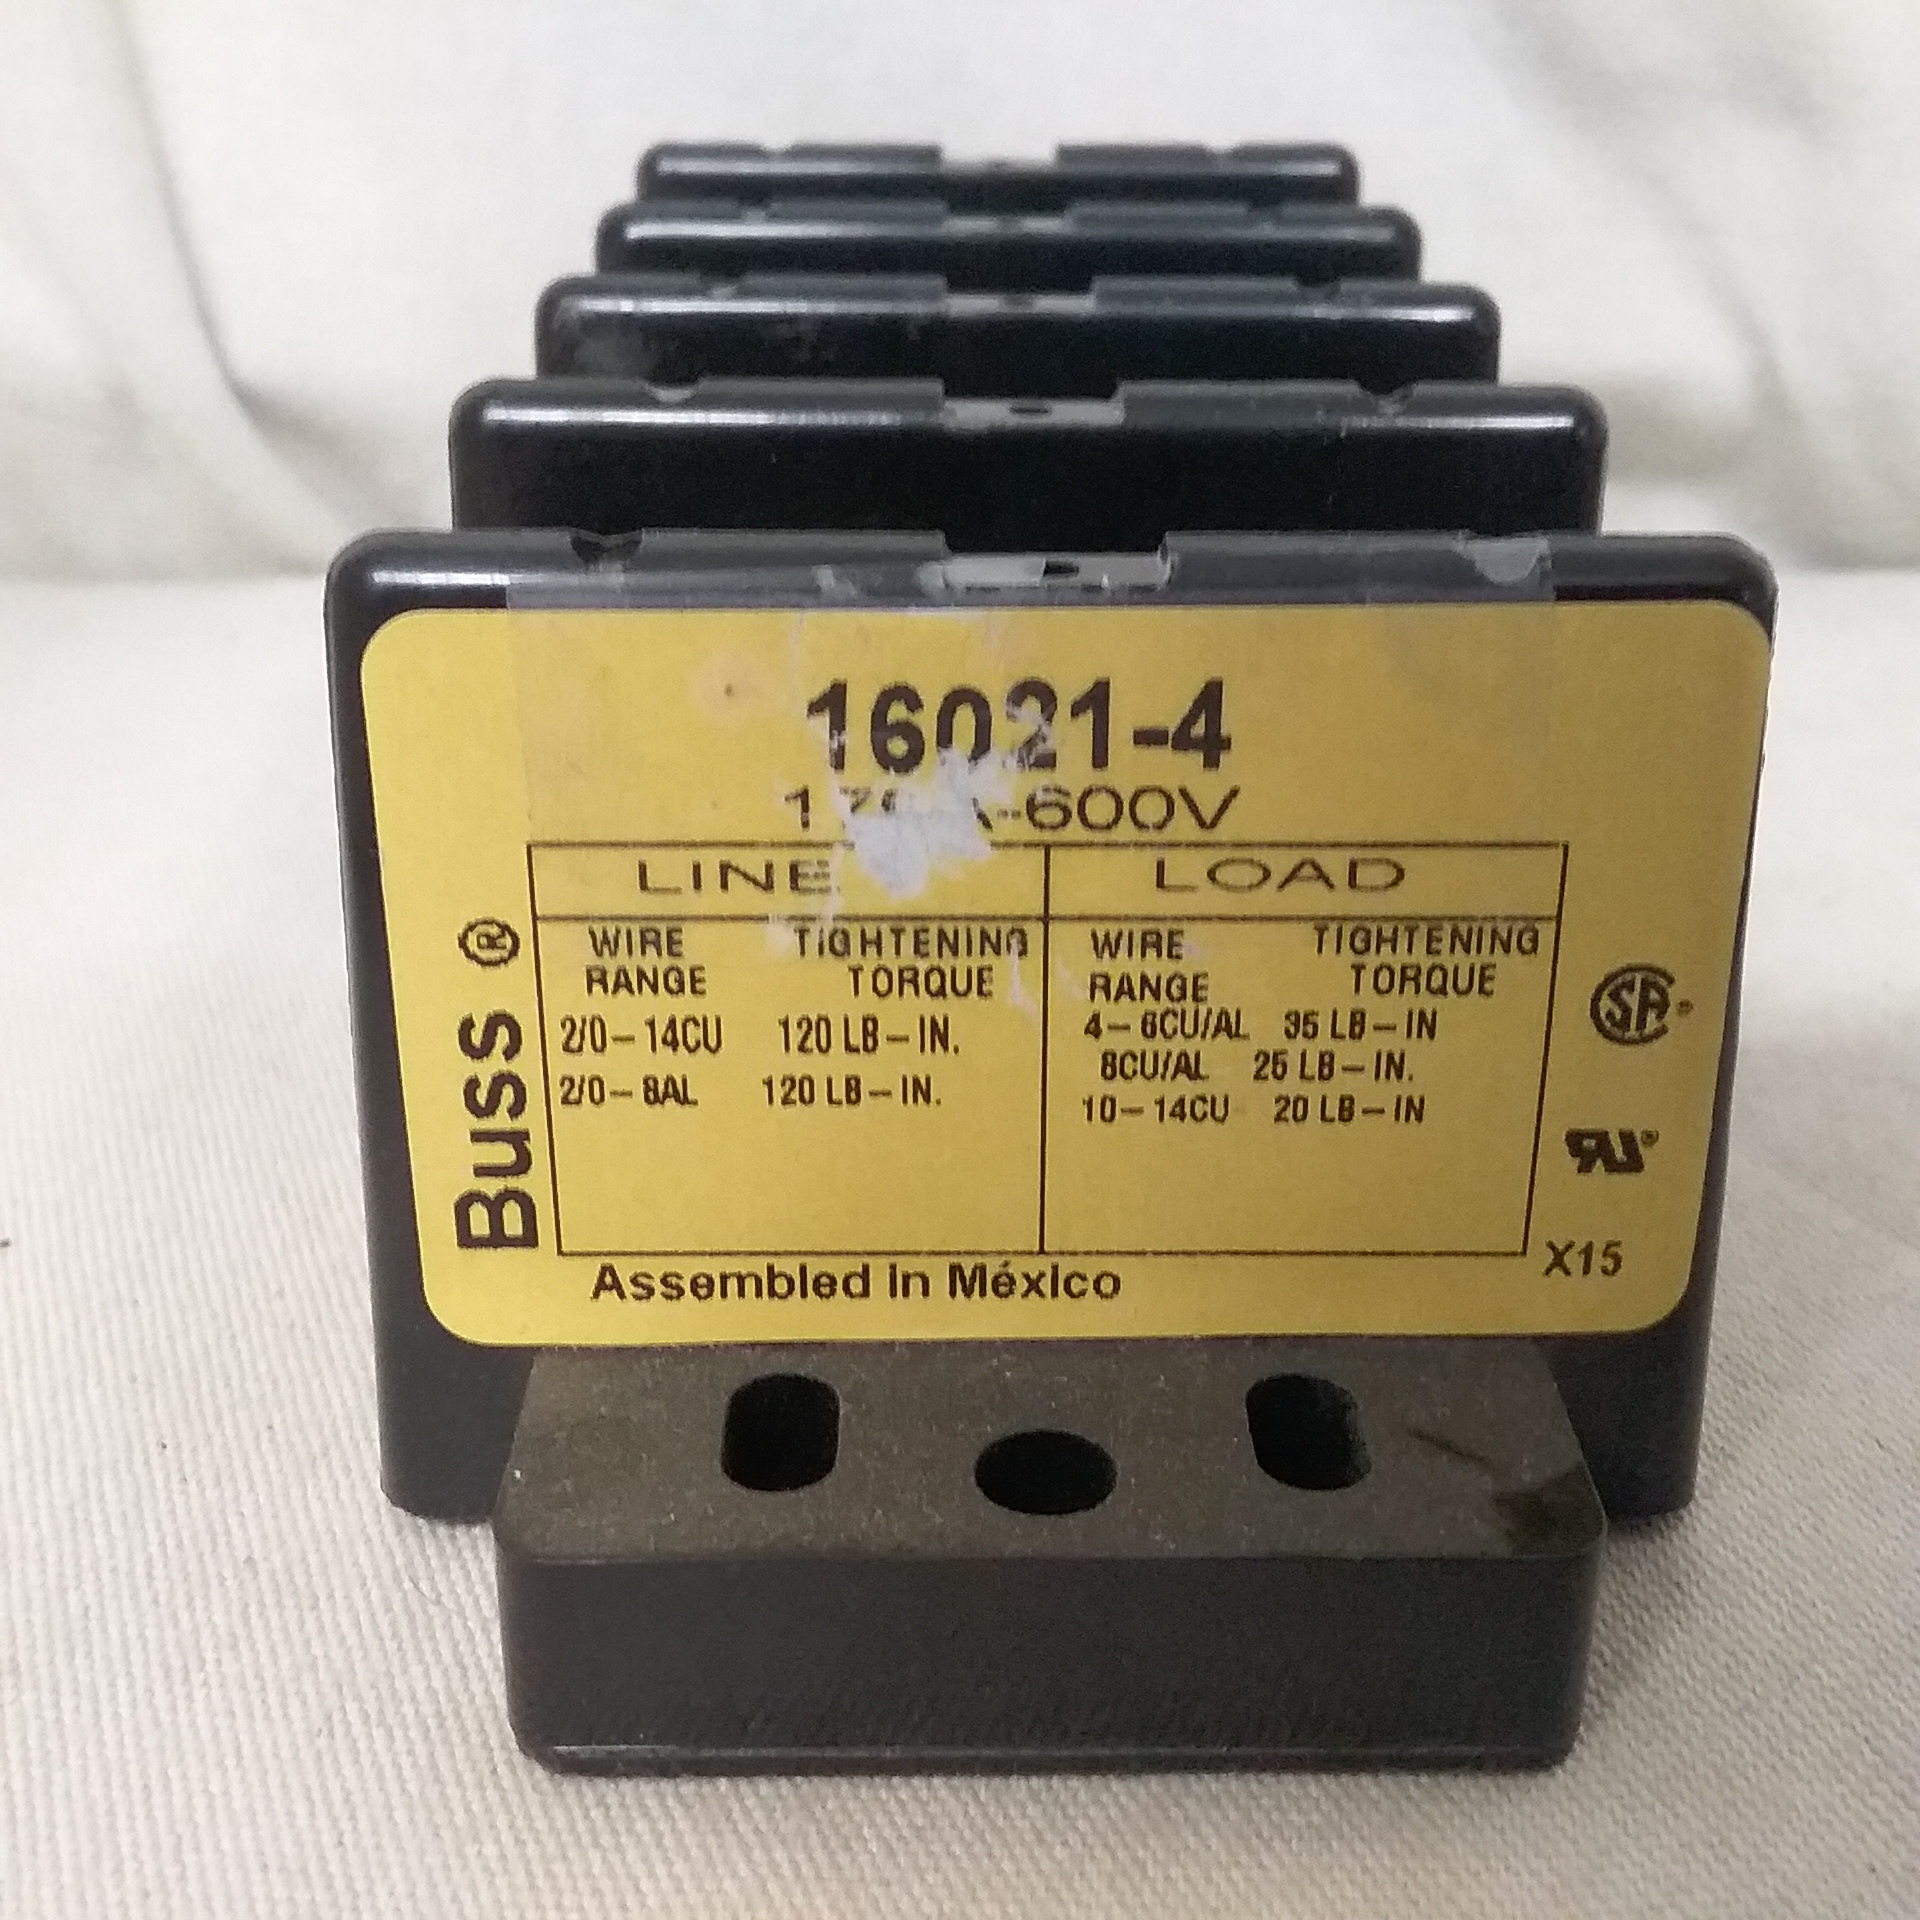 16021-4
-600V
LINE LOAD
WIRE TIGHTENING WIRE TIGHTENING
RANGE TORQUE RANGE TORQUE
2/0-14CU 120 LB-IN. 4-6CU/AL 35 LB-IN
8CU/AL 25 LB-IN.
2/0-8AL 120 LB-IN. 10-14CU 20 LB-IN
Buss ®
SA ®
RU ®
X15
Assembled in México